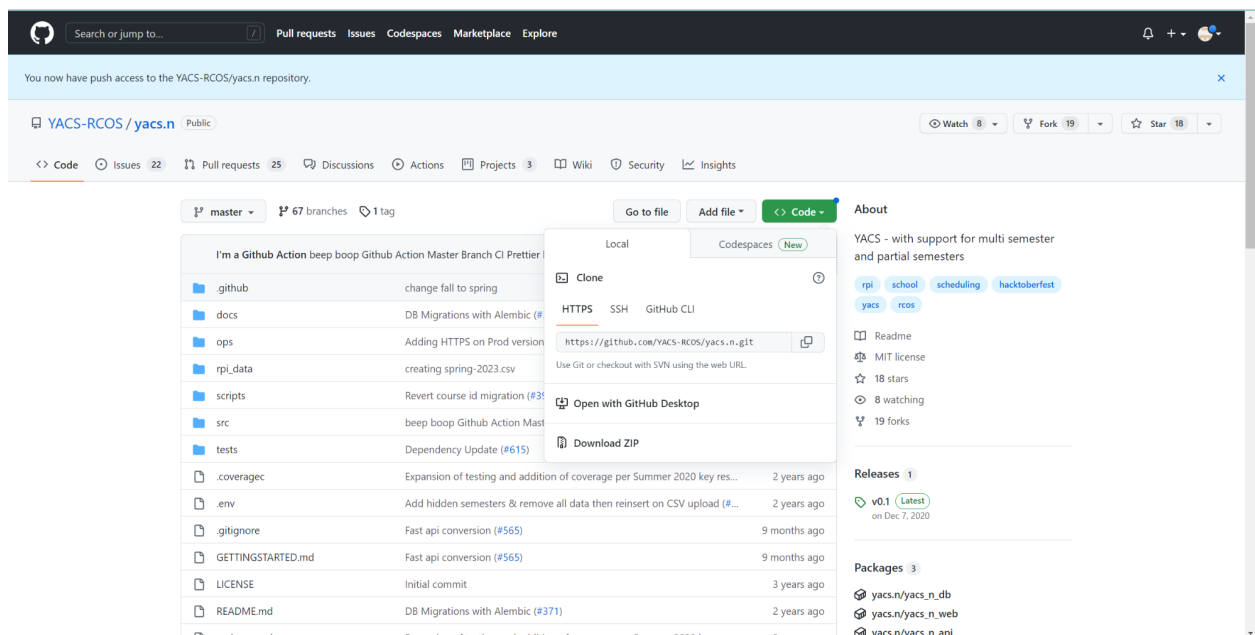 Search or jump to... /
Pull requests Issues Codespaces Marketplace Explore
You now have push access to the YACS-RCOS/yacs.n repository.
YACS-RCOS / yacs.n Public
Watch 8 Fork 19 Star 18
Code Issues 22 Pull requests 25 Discussions Actions Projects 3 Wiki Security Insights
master 67 branches 1 tag
Go to file Add file Code
I'm a Github Action beep boop Github Action Master Branch CI Prettier
.github change fall to spring
docs DB Migrations with Alembic (#
ops Adding HTTPS on Prod version
rpi_data creating spring-2023.csv
scripts Revert course id migration (#39
src beep boop Github Action Mast
tests Dependency Update (#615)
.coveragec Expansion of testing and addition of coverage per Summer 2020 key res... 2 years ago
.env Add hidden semesters & remove all data then reinsert on CSV upload (#... 2 years ago
.gitignore Fast api conversion (#565) 9 months ago
GETTINGSTARTED.md Fast api conversion (#565) 9 months ago
LICENSE Initial commit 3 years ago
README.md DB Migrations with Alembic (#371) 2 years ago
Local Codespaces New
Clone
HTTPS SSH GitHub CLI
https://github.com/YACS-RCOS/yacs.n.git
Use Git or checkout with SVN using the web URL.
Open with GitHub Desktop
Download ZIP
About
YACS - with support for multi semester
and partial semesters
rpi school scheduling hacktoberfest
yacs rcos
Readme
MIT license
18 stars
8 watching
19 forks
Releases 1
v0.1 Latest
on Dec 7, 2020
Packages 3
yacs.n/yacs_n_db
yacs.n/yacs_n_web
yacs.n/yacs_n_api